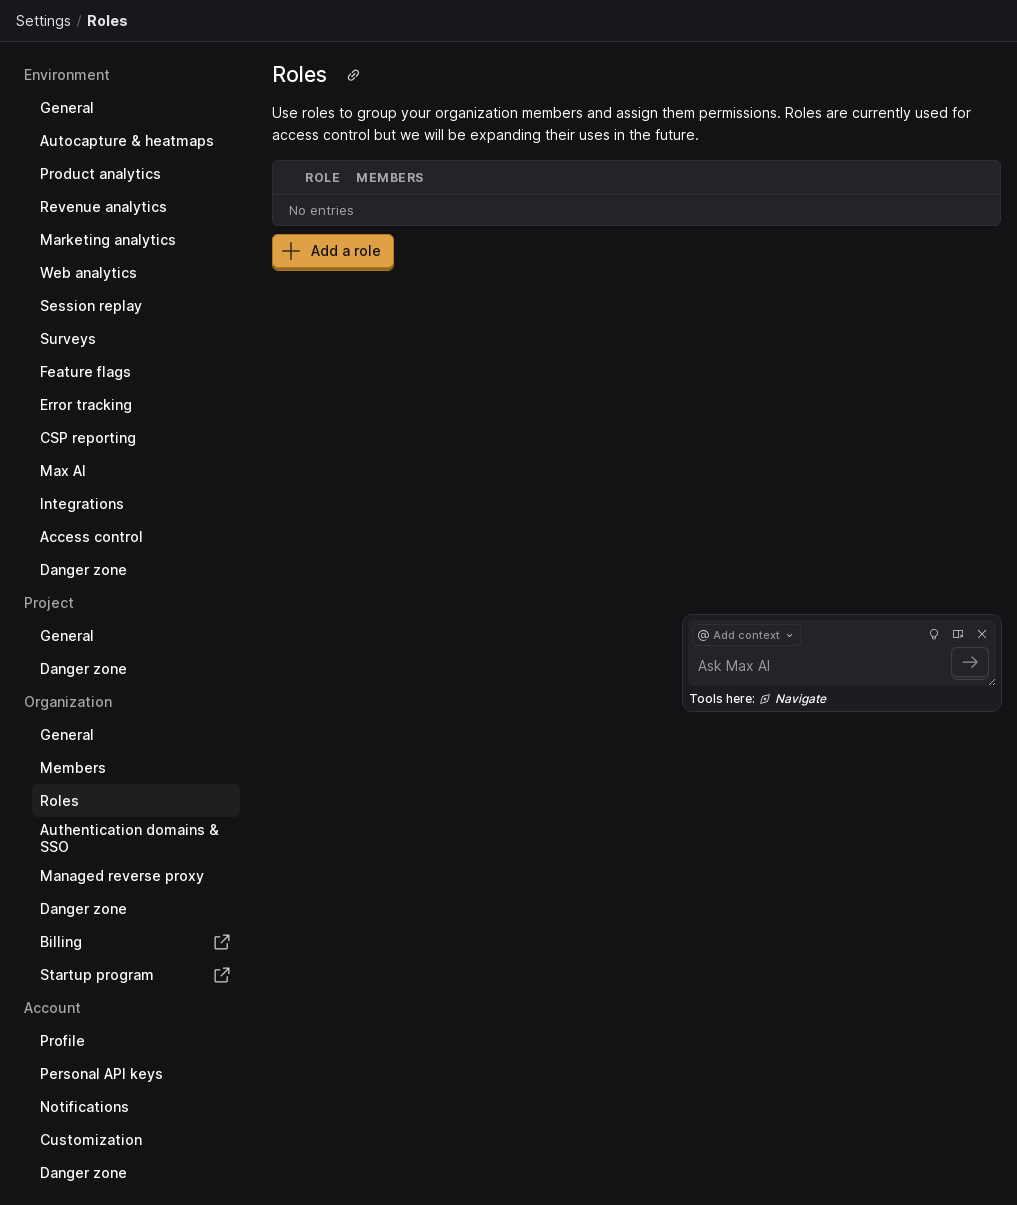 Settings / Roles
Environment
General
Autocapture & heatmaps
Product analytics
Revenue analytics
Marketing analytics
Web analytics
Session replay
Surveys
Feature flags
Error tracking
CSP reporting
Max AI
Integrations
Access control
Danger zone
Project
General
Danger zone
Organization
General
Members
Roles
Authentication domains &
SSO
Managed reverse proxy
Danger zone
Billing
Startup program
Account
Profile
Personal API keys
Notifications
Customization
Danger zone
Roles
Use roles to group your organization members and assign them permissions. Roles are currently used for
access control but we will be expanding their uses in the future.
ROLE MEMBERS
No entries
Add a role
@ Add context
Ask Max AI
Tools here: Navigate